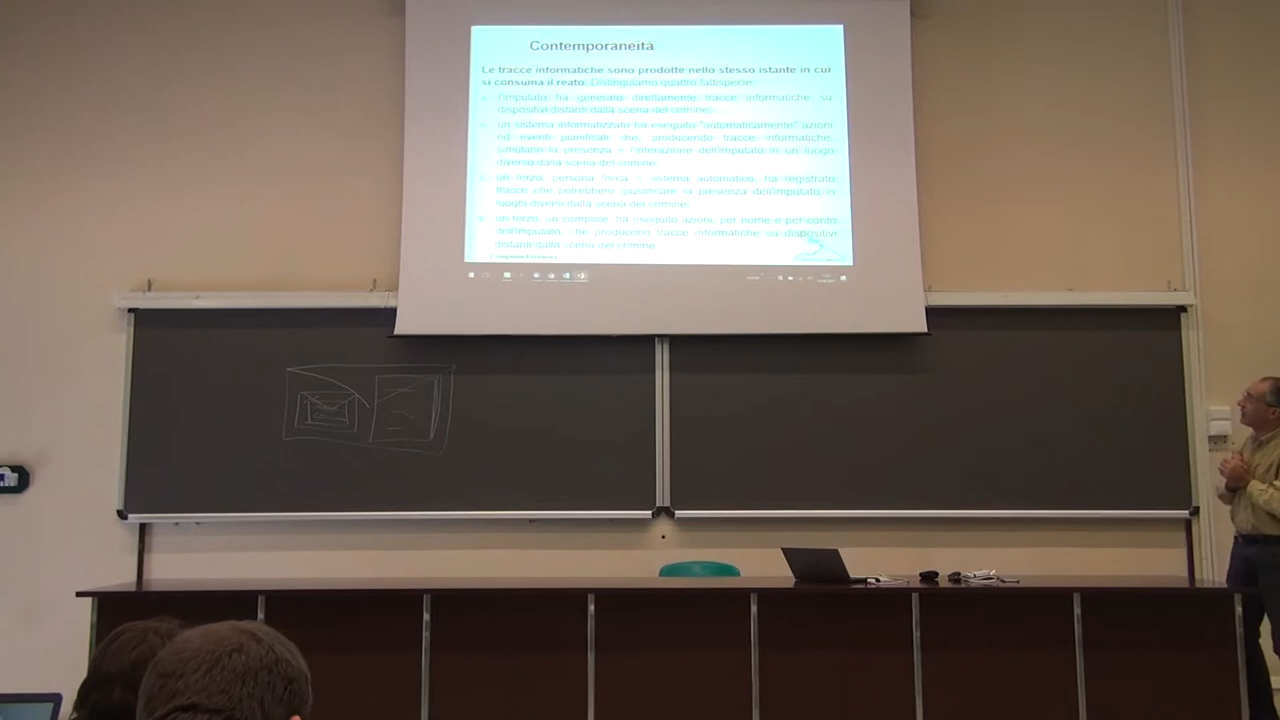 Contemporaneità
Le tracce informatiche sono prodotte nello stesso istante in cui
si consuma il reato. Distinguiamo quattro fattispecie:
l'imputato ha generato direttamente tracce informatiche su
dispositivi distanti dalla scena del crimine;
un sistema informatizzato ha eseguito "automaticamente" azioni
ed eventi pianificati che, producendo tracce informatiche,
simulano la presenza e l'interazione dell'imputato in un luogo
diverso dalla scena del crimine;
un terzo, persona fisica o sistema automatico, ha registrato
tracce che potrebbero giustificare la presenza dell'imputato in
luoghi diversi dalla scena del crimine;
un terzo, un complice, ha eseguito azioni, per nome e per conto
dell'imputato, che producono tracce informatiche su dispositivi
distanti dalla scena del crimine.
Computer Forensics